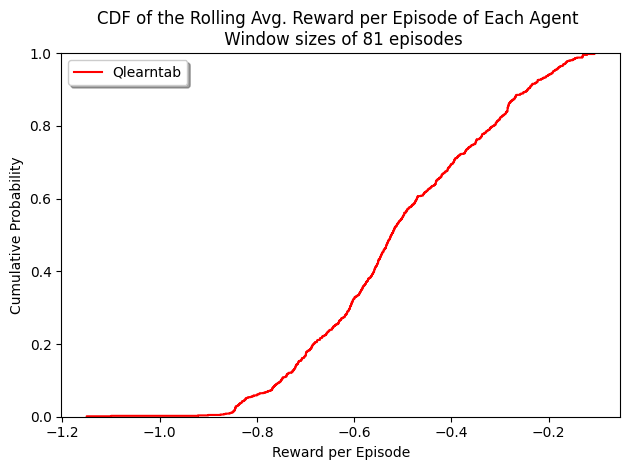 CDF of the Rolling Avg. Reward per Episode of Each Agent
Window sizes of 81 episodes
Qlearntab
1.0
0.8
0.6
0.4
0.2
0.0
Cumulative Probability
−1.2
−1.0
−0.8
−0.6
−0.4
−0.2
Reward per Episode